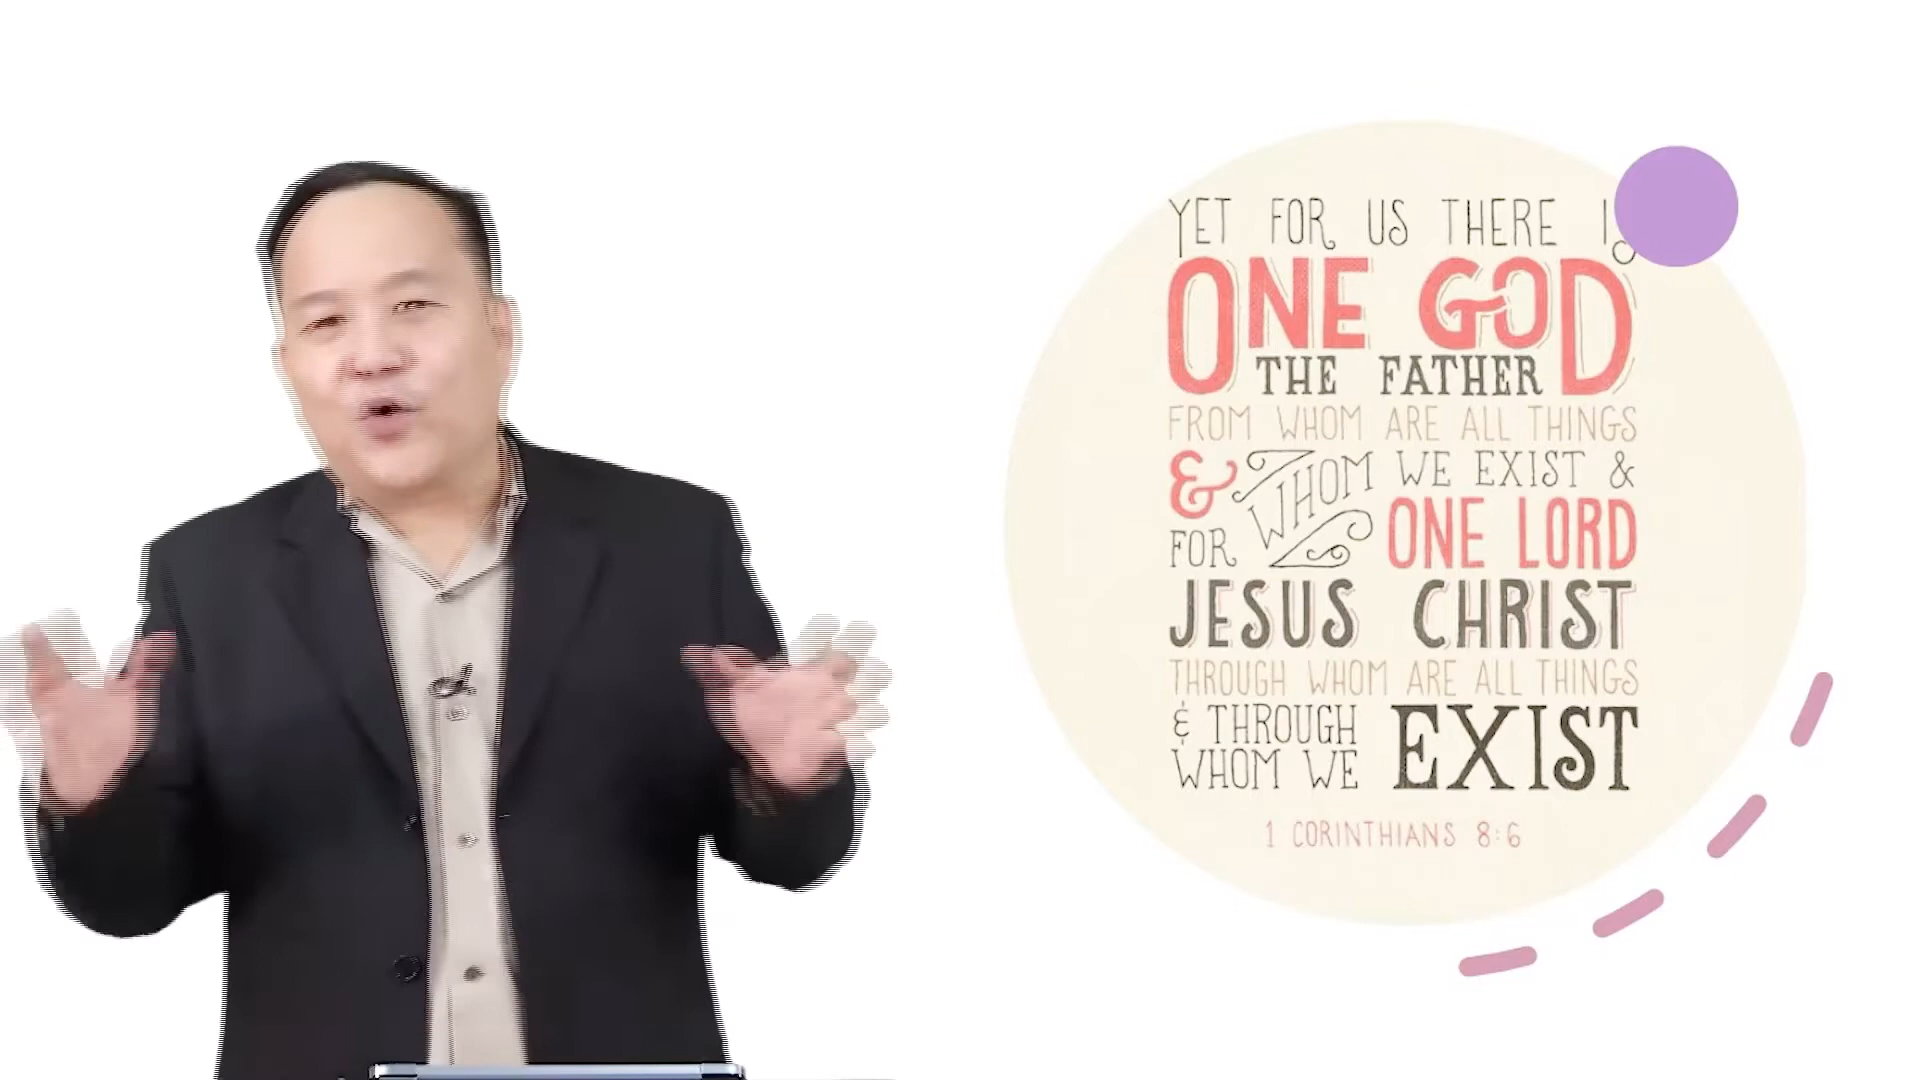 YET FOR US THERE IS
ONE GOD
THE FATHER
FROM WHOM ARE ALL THINGS
& WHOM WE EXIST &
FOR ONE LORD
JESUS CHRIST
THROUGH WHOM ARE ALL THINGS
& THROUGH
WHOM WE EXIST
1 CORINTHIANS 8:6